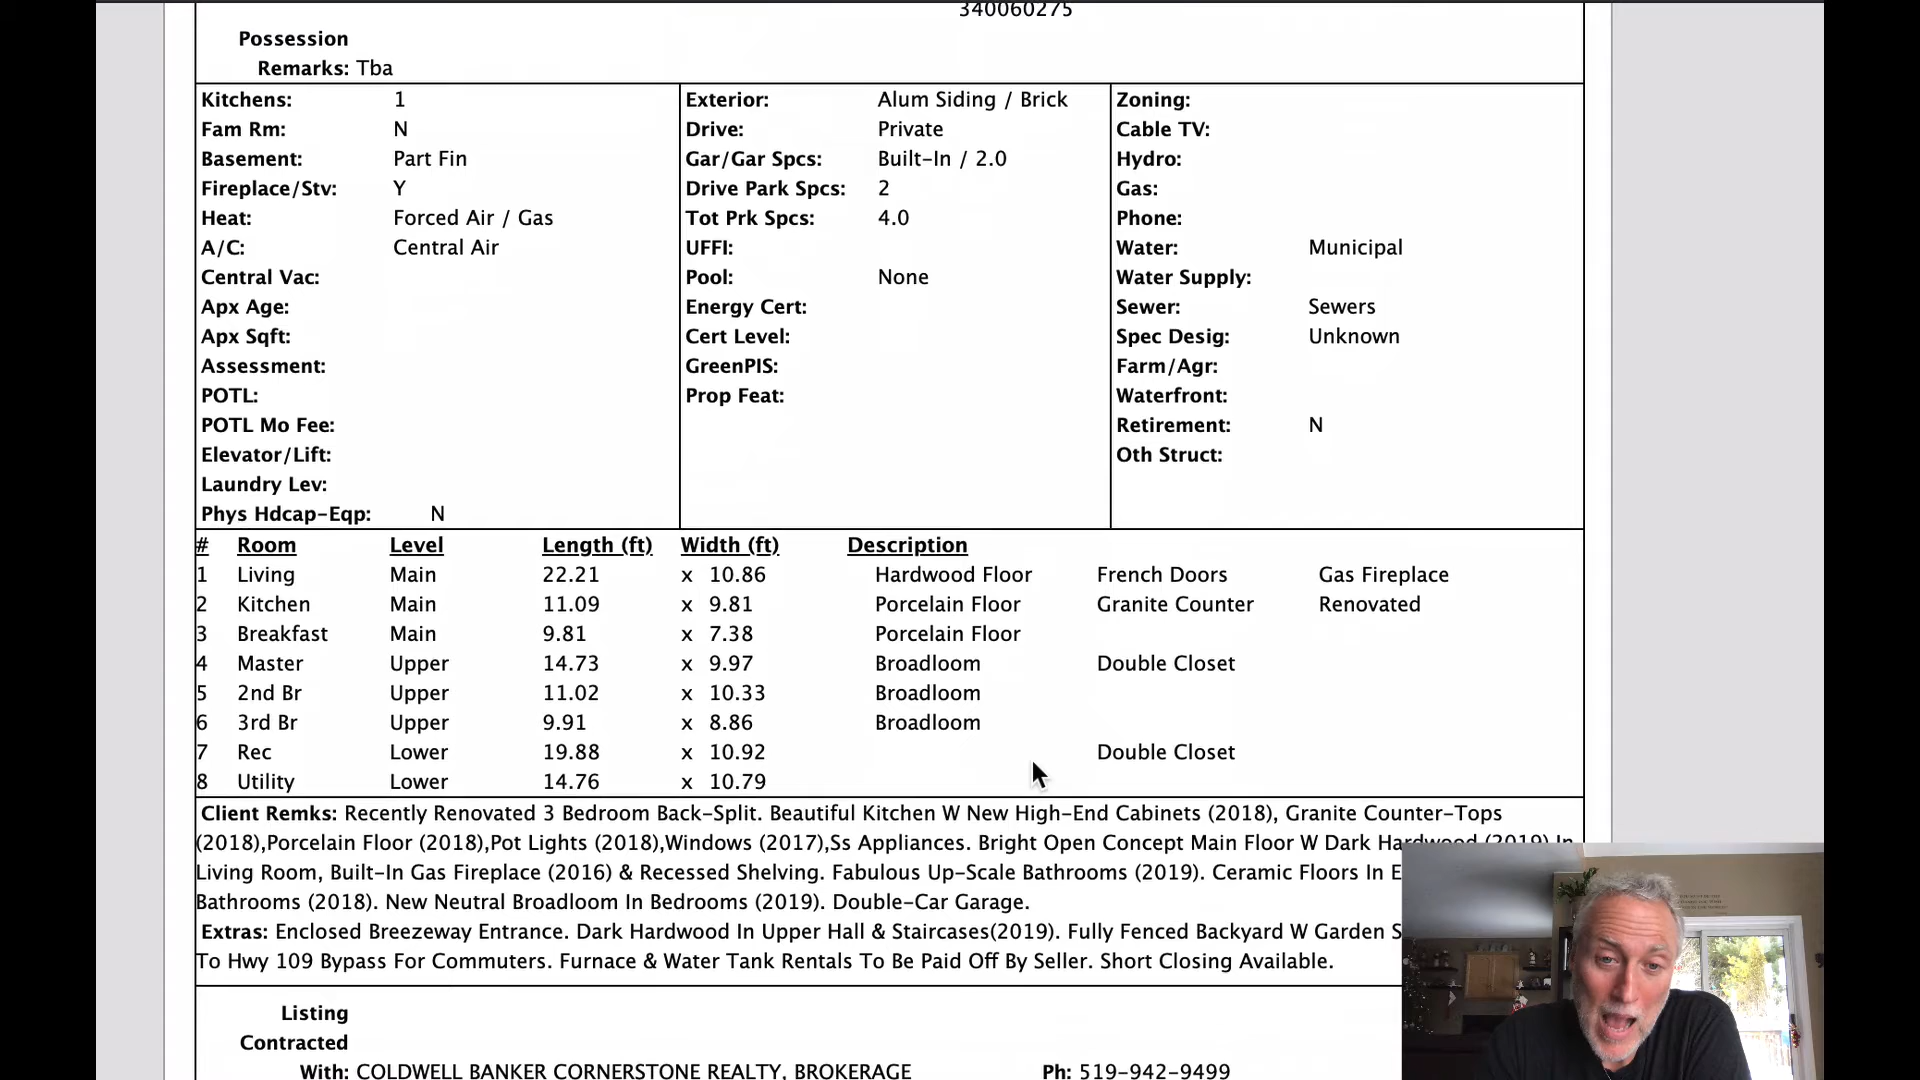 340060275
Possession
Remarks: Tba
Kitchens: 1
Fam Rm: N
Basement: Part Fin
Fireplace/Stv: Y
Heat: Forced Air / Gas
A/C: Central Air
Central Vac:
Apx Age:
Apx Sqft:
Assessment:
POTL:
POTL Mo Fee:
Elevator/Lift:
Laundry Lev:
Phys Hdcap-Eqp: N
Exterior: Alum Siding / Brick
Drive: Private
Gar/Gar Spcs: Built-In / 2.0
Drive Park Spcs: 2
Tot Prk Spcs: 4.0
UFFI:
Pool: None
Energy Cert:
Cert Level:
GreenPIS:
Prop Feat:
Zoning:
Cable TV:
Hydro:
Gas:
Phone:
Water: Municipal
Water Supply:
Sewer: Sewers
Spec Desig: Unknown
Farm/Agr:
Waterfront:
Retirement: N
Oth Struct:
# Room Level Length (ft) Width (ft) Description
1 Living Main 22.21 x 10.86 Hardwood Floor French Doors Gas Fireplace
2 Kitchen Main 11.09 x 9.81 Porcelain Floor Granite Counter Renovated
3 Breakfast Main 9.81 x 7.38 Porcelain Floor
4 Master Upper 14.73 x 9.97 Broadloom Double Closet
5 2nd Br Upper 11.02 x 10.33 Broadloom
6 3rd Br Upper 9.91 x 8.86 Broadloom
7 Rec Lower 19.88 x 10.92 Double Closet
8 Utility Lower 14.76 x 10.79
Client Remks: Recently Renovated 3 Bedroom Back-Split. Beautiful Kitchen W New High-End Cabinets (2018), Granite Counter-Tops
(2018),Porcelain Floor (2018),Pot Lights (2018),Windows (2017),Ss Appliances. Bright Open Concept Main Floor W Dark Hardwood (2019) In
Living Room, Built-In Gas Fireplace (2016) & Recessed Shelving. Fabulous Up-Scale Bathrooms (2019). Ceramic Floors In E
Bathrooms (2018). New Neutral Broadloom In Bedrooms (2019). Double-Car Garage.
Extras: Enclosed Breezeway Entrance. Dark Hardwood In Upper Hall & Staircases(2019). Fully Fenced Backyard W Garden S
To Hwy 109 Bypass For Commuters. Furnace & Water Tank Rentals To Be Paid Off By Seller. Short Closing Available.
Listing
Contracted
With: COLDWELL BANKER CORNERSTONE REALTY, BROKERAGE Ph: 519-942-9499